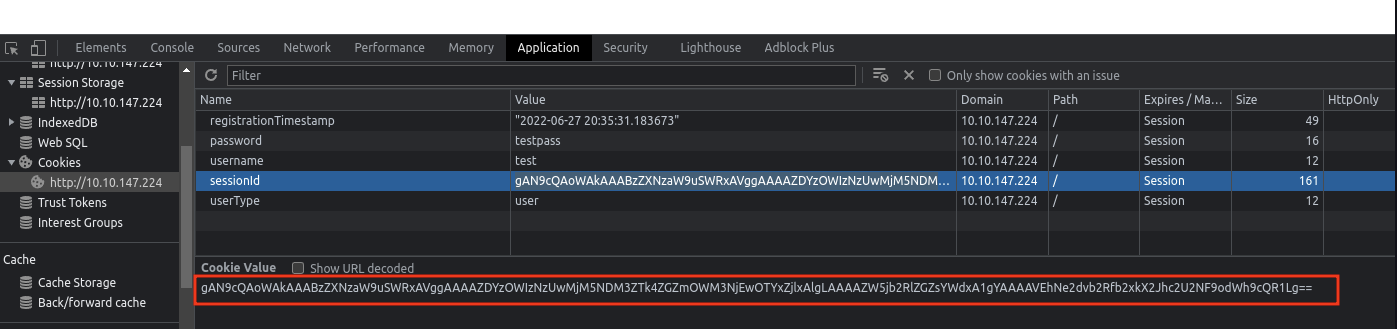 Elements Console Sources Network Performance Memory Application Security Lighthouse Adblock Plus
http://10.10.147.224
Session Storage
http://10.10.147.224
IndexedDB
Web SQL
Cookies
http://10.10.147.224
Trust Tokens
Interest Groups
Cache
Cache Storage
Back/forward cache
Filter Only show cookies with an issue
Name Value Domain Path Expires / Ma... Size HttpOnly
registrationTimestamp "2022-06-27 20:35:31.183673" 10.10.147.224 / Session 49
password testpass 10.10.147.224 / Session 16
username test 10.10.147.224 / Session 12
sessionId gAN9cQAoWAkAAABzZXNzaW9uSWRxAVggAAAAZDYzOWIzNzUwMjM5NDM... 10.10.147.224 / Session 161
userType user 10.10.147.224 / Session 12
Cookie Value Show URL decoded
gAN9cQAoWAkAAABzZXNzaW9uSWRxAVggAAAAZDYzOWIzNzUwMjM5NDM3ZTk4ZGZmOWM3NjEwOTYxZjlxAlgLAAAAZW5jb2RlZGZsYWdxA1gYAAAAVEhNe2dvb2Rfb2xkX2Jhc2U2NF9odWh9cQR1Lg==